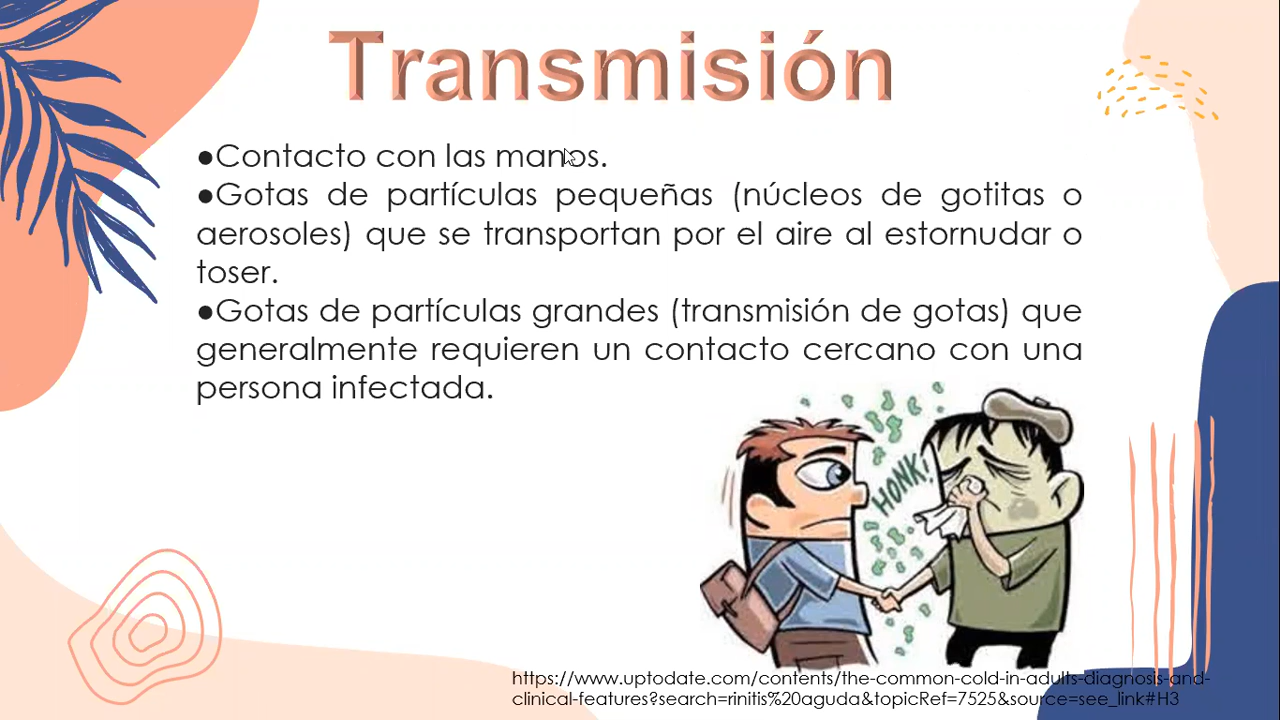 Transmisión
●Contacto con las manos.
●Gotas de partículas pequeñas (núcleos de gotitas o
aerosoles) que se transportan por el aire al estornudar o
toser.
●Gotas de partículas grandes (transmisión de gotas) que
generalmente requieren un contacto cercano con una
persona infectada.
HONK!
https://www.uptodate.com/contents/the-common-cold-in-adults-diagnosis-and-
clinical-features?search=rinitis%20aguda&topicRef=7525&source=see_link#H3